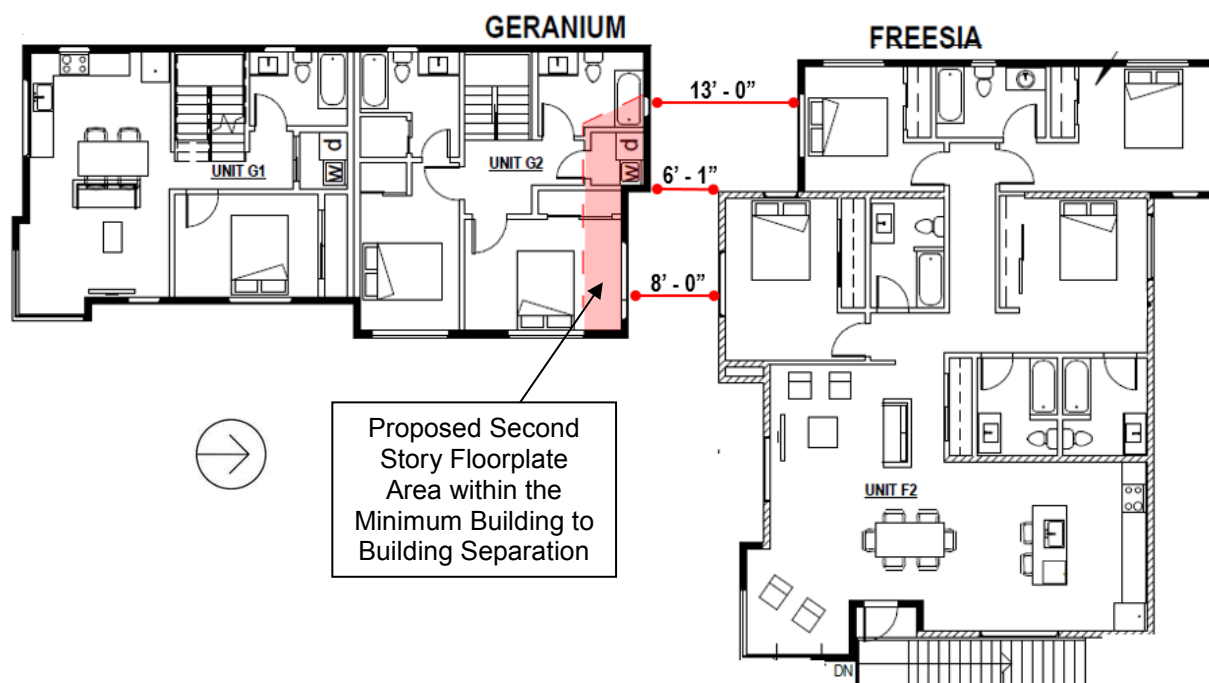 GERANIUM
FREESIA
13' - 0"
6' - 1"
8' - 0"
UNIT G1
UNIT G2
p
W
p
W
Proposed Second
Story Floorplate
Area within the
Minimum Building to
Building Separation
UNIT F2
DN